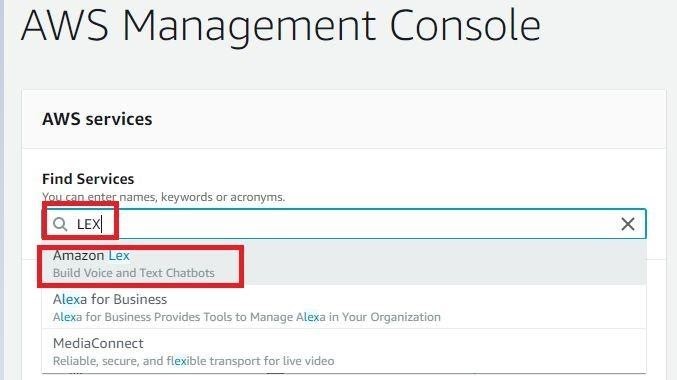 AWS Management Console
AWS services
Find Services
You can enter names, keywords or acronyms.
LEX
Amazon Lex
Build Voice and Text Chatbots
Alexa for Business
Alexa for Business Provides Tools to Manage Alexa in Your Organization
MediaConnect
Reliable, secure, and flexible transport for live video